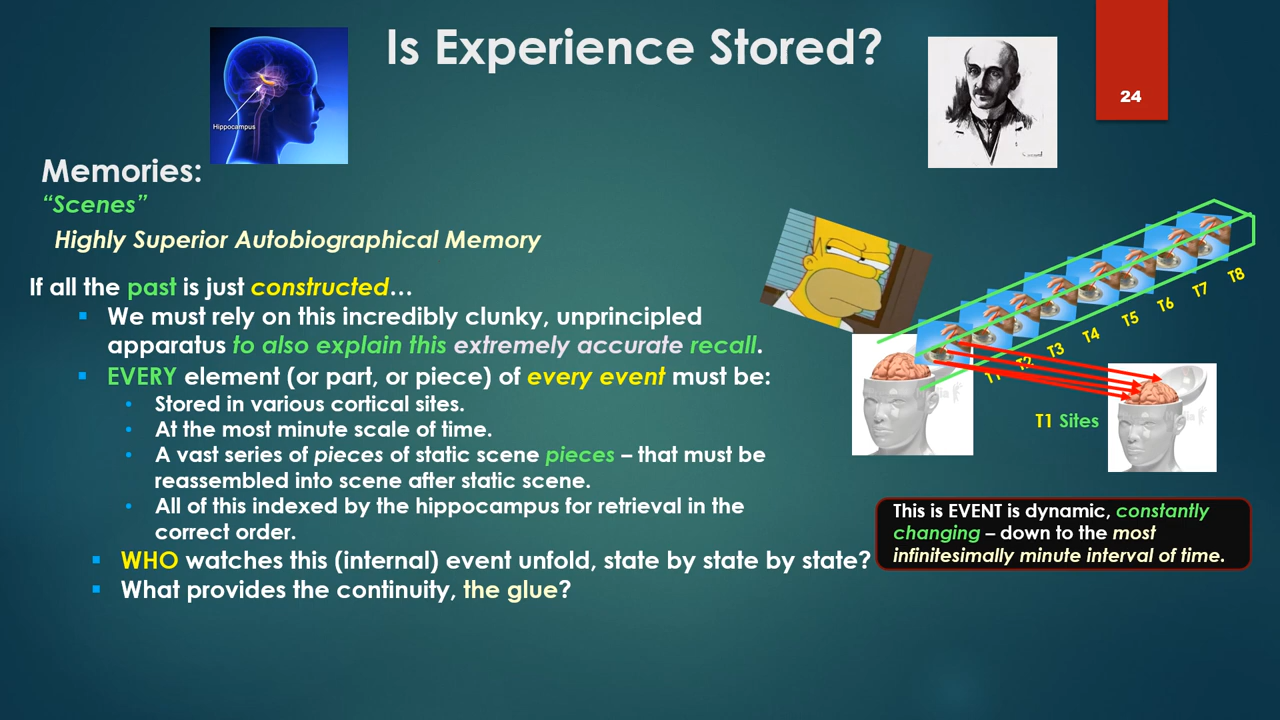 Is Experience Stored?
24
Hippocampus
Memories:
“Scenes”
Highly Superior Autobiographical Memory
If all the past is just constructed…
▪ We must rely on this incredibly clunky, unprincipled
apparatus to also explain this extremely accurate recall.
▪ EVERY element (or part, or piece) of every event must be:
• Stored in various cortical sites.
• At the most minute scale of time.
• A vast series of pieces of static scene pieces – that must be
reassembled into scene after static scene.
• All of this indexed by the hippocampus for retrieval in the
correct order.
▪ WHO watches this (internal) event unfold, state by state by state?
▪ What provides the continuity, the glue?
T1
T2
T3
T4
T5
T6
T7
T8
T1 Sites
This is EVENT is dynamic, constantly
changing – down to the most
infinitesimally minute interval of time.